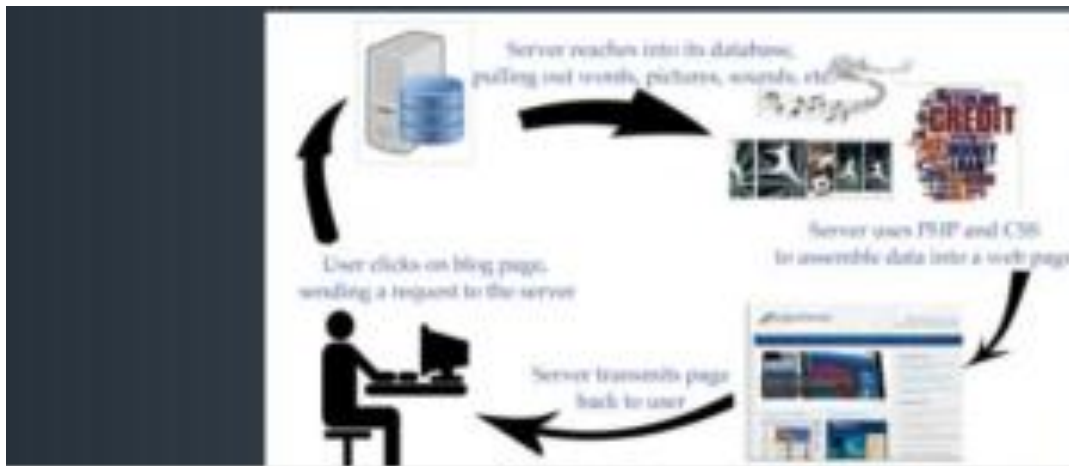 Server reaches into its database,
pulling out words, pictures, sounds, etc.
CREDIT
Server uses PHP and CSS
to assemble data into a web page
User clicks on blog page,
sending a request to the server
Server transmits page
back to user